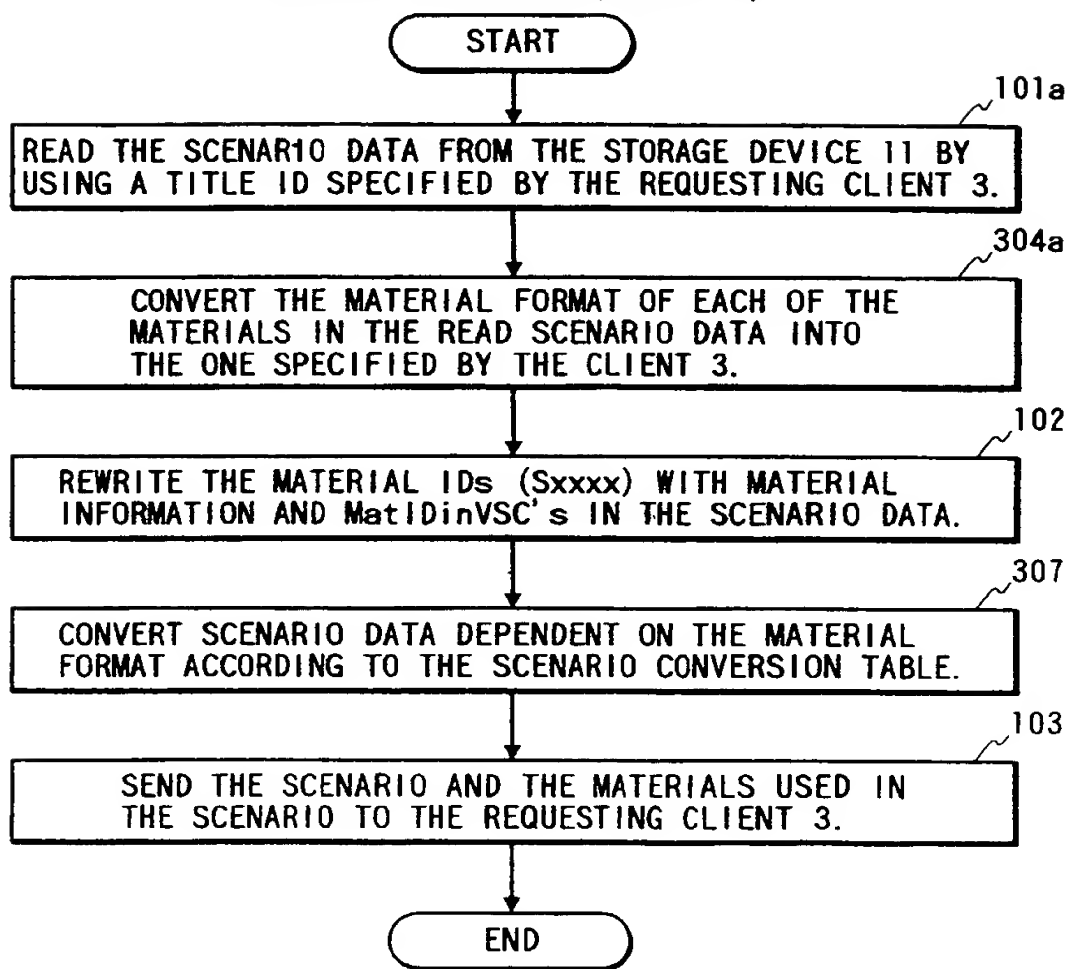 START
101a
READ THE SCENARIO DATA FROM THE STORAGE DEVICE 11 BY
USING A TITLE ID SPECIFIED BY THE REQUESTING CLIENT 3.
304a
CONVERT THE MATERIAL FORMAT OF EACH OF THE
MATERIALS IN THE READ SCENARIO DATA INTO
THE ONE SPECIFIED BY THE CLIENT 3.
102
REWRITE THE MATERIAL IDs (Sxxxx) WITH MATERIAL
INFORMATION AND MatIDinVSC's IN THE SCENARIO DATA.
307
CONVERT SCENARIO DATA DEPENDENT ON THE MATERIAL
FORMAT ACCORDING TO THE SCENARIO CONVERSION TABLE.
103
SEND THE SCENARIO AND THE MATERIALS USED IN
THE SCENARIO TO THE REQUESTING CLIENT 3.
END